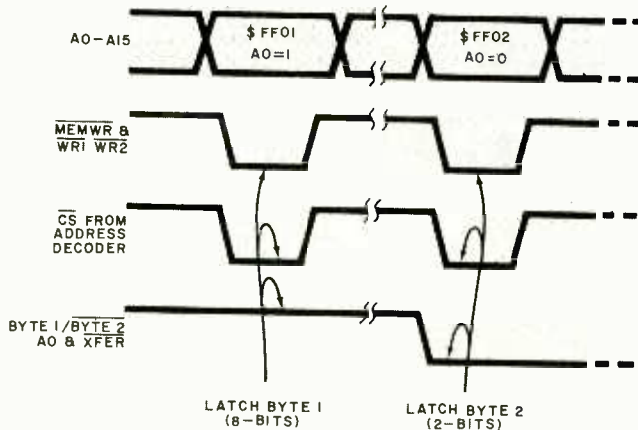 A0–A15
$FF01
A0=1
$FF02
A0=0
MEMWR &
WR1 WR2
CS FROM
ADDRESS
DECODER
BYTE 1/BYTE 2
A0 & XFER
LATCH BYTE 1
(8-BITS)
LATCH BYTE 2
(2-BITS)